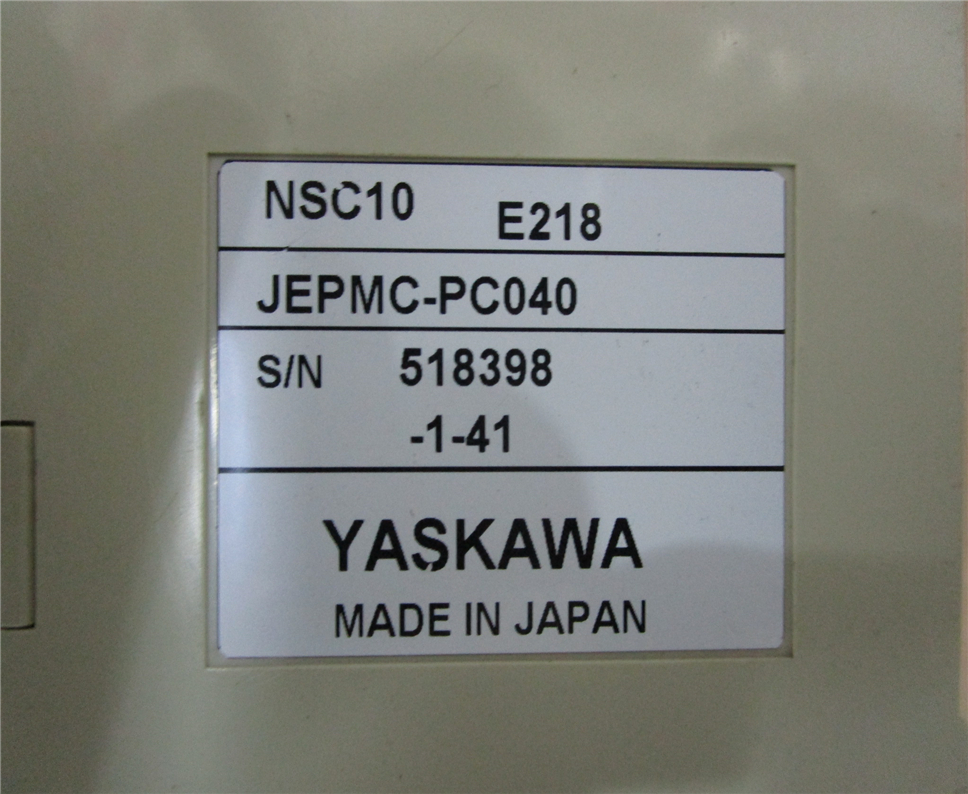 NSC10 E218
JEPMC-PC040
S/N 518398
-1-41
YASKAWA
MADE IN JAPAN